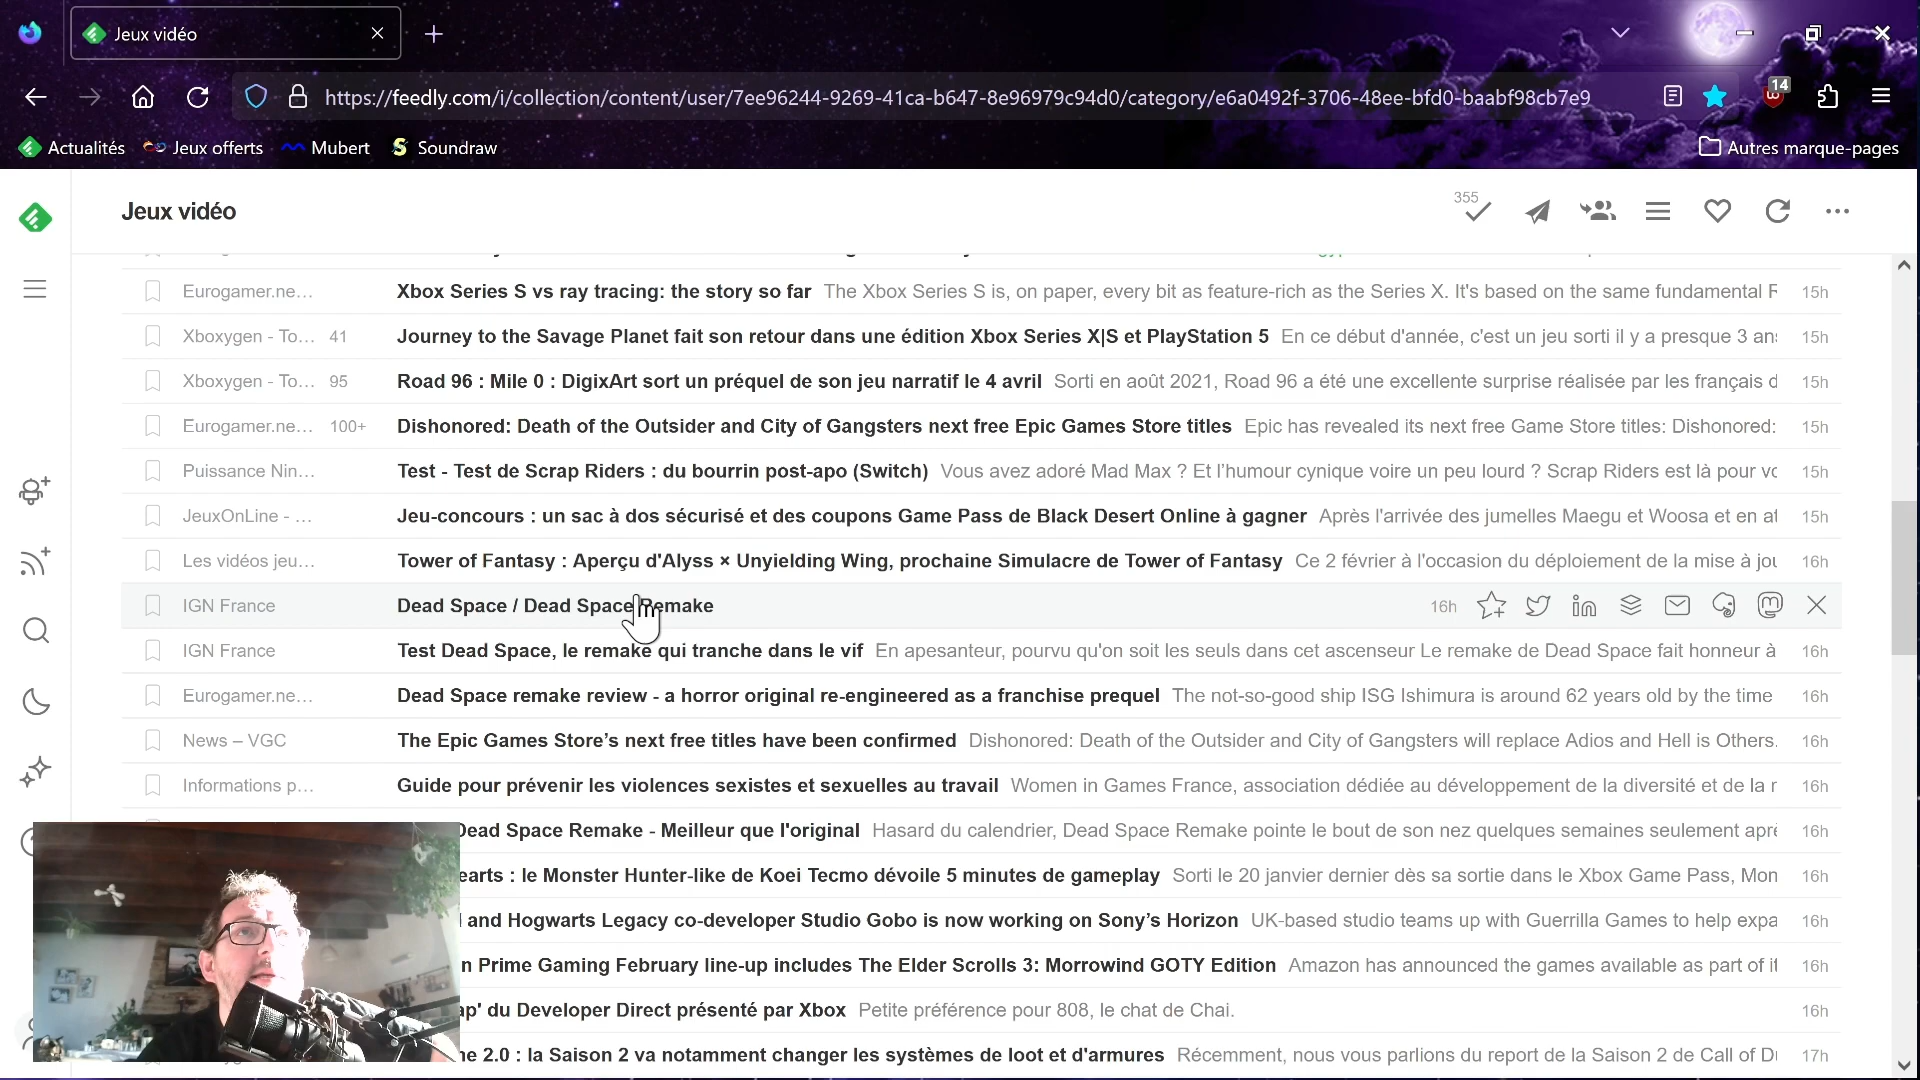 Jeux vidéo
https://feedly.com/i/collection/content/user/7ee96244-9269-41ca-b647-8e96979c94d0/category/e6a0492f-3706-48ee-bfd0-baabf98cb7e9
14
Actualités Jeux offerts Mubert Soundraw Autres marque-pages
Jeux vidéo 355
Eurogamer.ne... Xbox Series S vs ray tracing: the story so far The Xbox Series S is, on paper, every bit as feature-rich as the Series X. It's based on the same fundamental 15h
Xboxygen - To... 41 Journey to the Savage Planet fait son retour dans une édition Xbox Series X|S et PlayStation 5 En ce début d'année, c'est un jeu sorti il y a presque 3 ans 15h
Xboxygen - To... 95 Road 96 : Mile 0 : DigixArt sort un préquel de son jeu narratif le 4 avril Sorti en août 2021, Road 96 a été une excellente surprise réalisée par les français d 15h
Eurogamer.ne... 100+ Dishonored: Death of the Outsider and City of Gangsters next free Epic Games Store titles Epic has revealed its next free Game Store titles: Dishonored: 15h
Puissance Nin... Test - Test de Scrap Riders : du bourrin post-apo (Switch) Vous avez adoré Mad Max ? Et l'humour cynique voire un peu lourd ? Scrap Riders est là pour vo 15h
JeuxOnLine - ... Jeu-concours : un sac à dos sécurisé et des coupons Game Pass de Black Desert Online à gagner Après l'arrivée des jumelles Maegu et Woosa et en at 15h
Les vidéos jeu... Tower of Fantasy : Aperçu d'Alyss × Unyielding Wing, prochaine Simulacre de Tower of Fantasy Ce 2 février à l'occasion du déploiement de la mise à jou 16h
IGN France Dead Space / Dead Space Remake 16h
IGN France Test Dead Space, le remake qui tranche dans le vif En apesanteur, pourvu qu'on soit les seuls dans cet ascenseur Le remake de Dead Space fait honneur à 16h
Eurogamer.ne... Dead Space remake review - a horror original re-engineered as a franchise prequel The not-so-good ship ISG Ishimura is around 62 years old by the time 16h
News – VGC The Epic Games Store's next free titles have been confirmed Dishonored: Death of the Outsider and City of Gangsters will replace Adios and Hell is Others. 16h
Informations p... Guide pour prévenir les violences sexistes et sexuelles au travail Women in Games France, association dédiée au développement de la diversité et de la r 16h
Dead Space Remake - Meilleur que l'original Hasard du calendrier, Dead Space Remake pointe le bout de son nez quelques semaines seulement aprè 16h
earts : le Monster Hunter-like de Koei Tecmo dévoile 5 minutes de gameplay Sorti le 20 janvier dernier dès sa sortie dans le Xbox Game Pass, Mon 16h
and Hogwarts Legacy co-developer Studio Gobo is now working on Sony's Horizon UK-based studio teams up with Guerrilla Games to help expa 16h
n Prime Gaming February line-up includes The Elder Scrolls 3: Morrowind GOTY Edition Amazon has announced the games available as part of it 16h
ap' du Developer Direct présenté par Xbox Petite préférence pour 808, le chat de Chai. 16h
ne 2.0 : la Saison 2 va notamment changer les systèmes de loot et d'armures Récemment, nous vous parlions du report de la Saison 2 de Call of D 17h